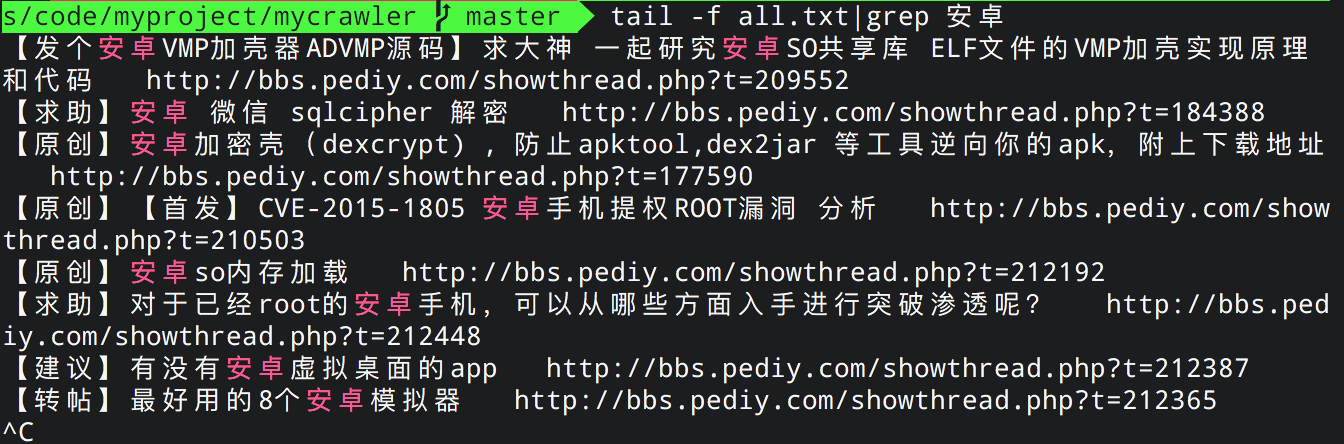 s/code/myproject/mycrawler master tail -f all.txt|grep 安卓
【发个安卓VMP加壳器ADVMP源码】求大神 一起研究安卓SO共享库 ELF文件的VMP加壳实现原理
和代码 http://bbs.pediy.com/showthread.php?t=209552
【求助】安卓 微信 sqlcipher 解密 http://bbs.pediy.com/showthread.php?t=184388
【原创】安卓加密壳（dexcrypt）, 防止apktool,dex2jar 等工具逆向你的apk, 附上下载地址
http://bbs.pediy.com/showthread.php?t=177590
【原创】【首发】CVE-2015-1805 安卓手机提权ROOT漏洞 分析 http://bbs.pediy.com/show
thread.php?t=210503
【原创】安卓so内存加载 http://bbs.pediy.com/showthread.php?t=212192
【求助】对于已经root的安卓手机, 可以从哪些方面入手进行突破渗透呢? http://bbs.ped
iy.com/showthread.php?t=212448
【建议】有没有安卓虚拟桌面的app http://bbs.pediy.com/showthread.php?t=212387
【转帖】最好用的8个安卓模拟器 http://bbs.pediy.com/showthread.php?t=212365
^C